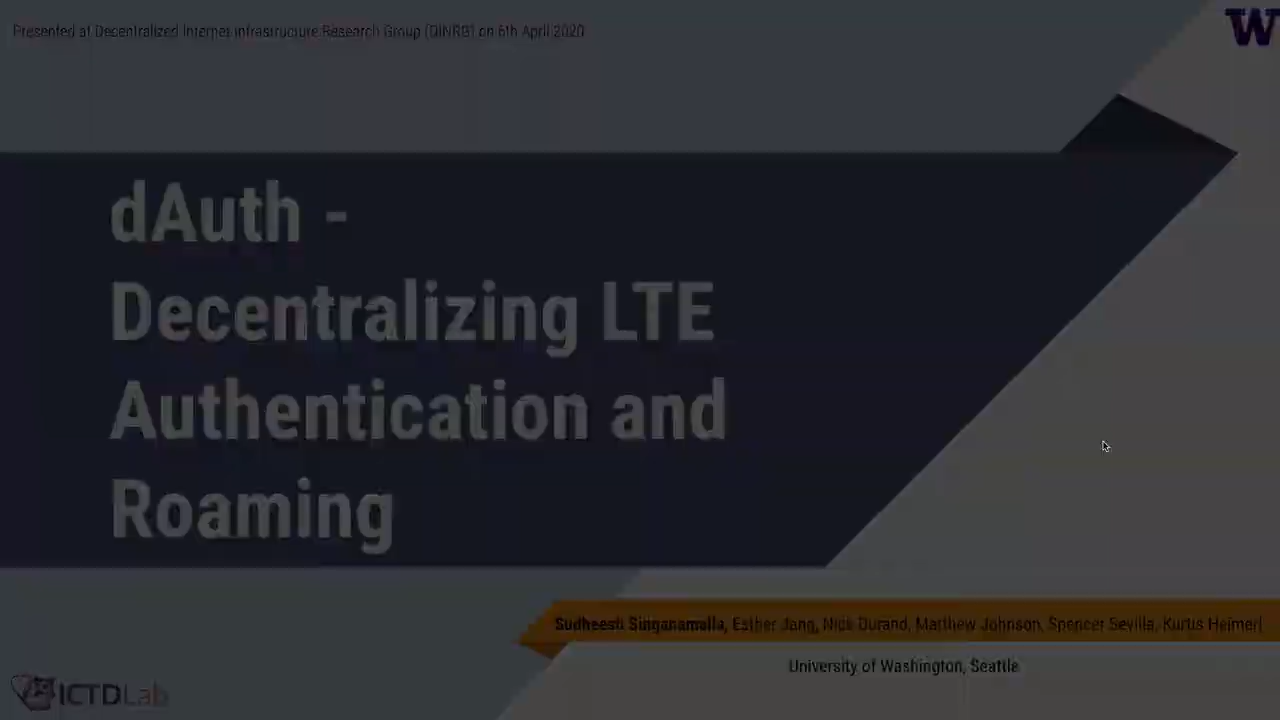 Presented at Decentralized Internet Infrastructure Research Group (DINRG) on 6th April 2020
W
dAuth -
Decentralizing LTE
Authentication and
Roaming
Sudheesh Singanamalla, Esther Jang, Nick Durand, Matthew Johnson, Spencer Sevilla, Kurtis Heimerl
University of Washington, Seattle
ICTDLab